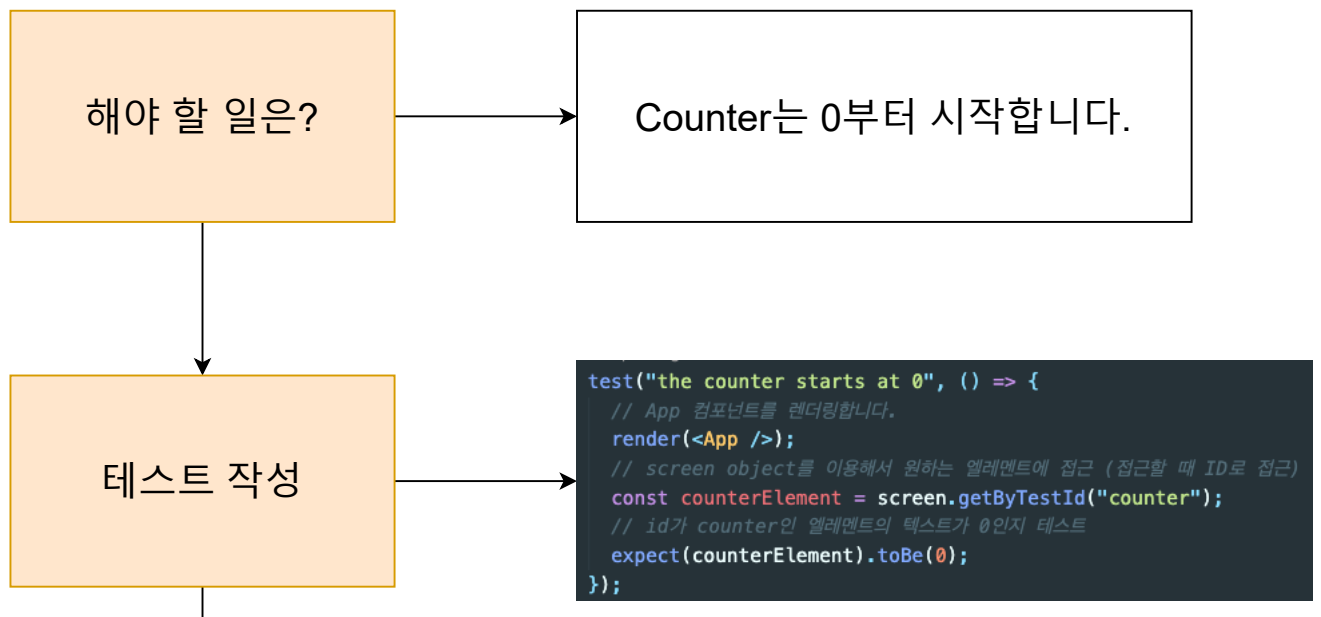 해야 할 일은?
Counter는 0부터 시작합니다.
테스트 작성
test("the counter starts at 0", () => {
// App 컴포넌트를 렌더링합니다.
render(<App />);
// screen object를 이용해서 원하는 엘레멘트에 접근 (접근할 때 ID로 접근)
const counterElement = screen.getByTestId("counter");
// id가 counter인 엘레멘트의 텍스트가 0인지 테스트
expect(counterElement).toBe(0);
});